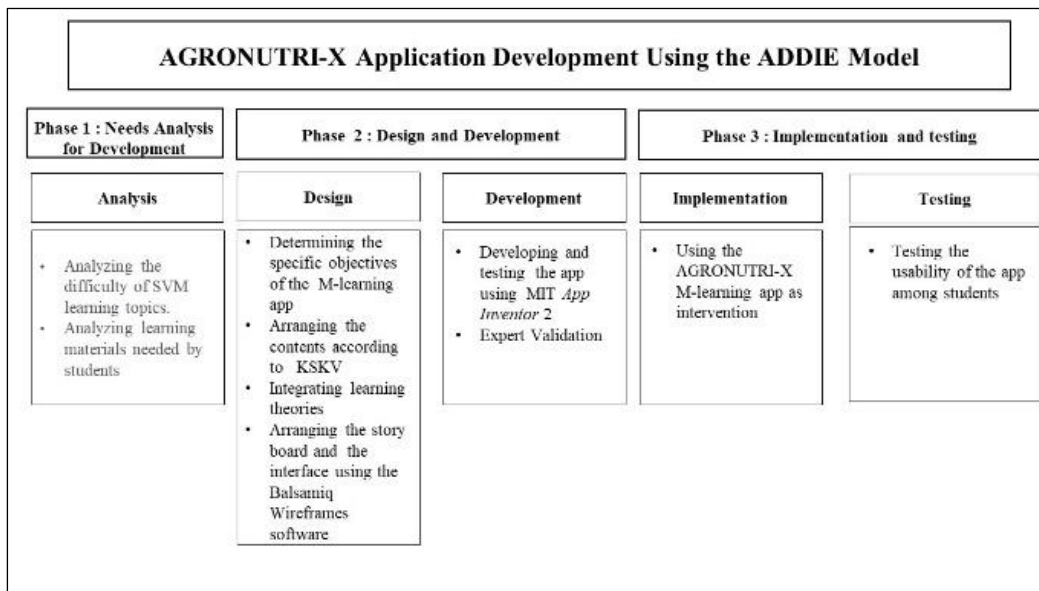 AGRONUTRI-X Application Development Using the ADDIE Model
Phase 1 : Needs Analysis
for Development
Phase 2 : Design and Development
Phase 3 : Implementation and testing
Analysis
Design
Development
Implementation
Testing
• Analyzing the
difficulty of SVM
learning topics.
• Analyzing learning
materials needed by
students
• Determining the
specific objectives
of the M-learning
app
• Arranging the
contents according
to KSKV
• Integrating learning
theories
• Arranging the story
board and the
interface using the
Balsamiq
Wireframes
software
• Developing and
testing the app
using MIT App
Inventor 2
• Expert Validation
• Using the
AGRONUTRI-X
M-learning app as
intervention
• Testing the
usability of the app
among students